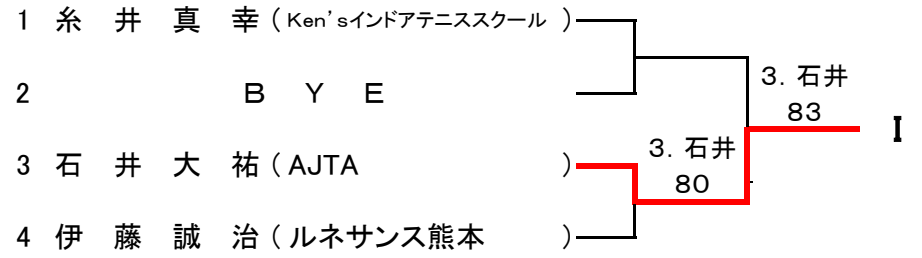 1 糸 井 真 幸 ( Ken'sインドアテニススクール )
3. 石井
2 B Y E
83
I
3. 石井
3 石 井 大 祐 ( AJTA )
80
4 伊 藤 誠 治 ( ルネサンス熊本 )